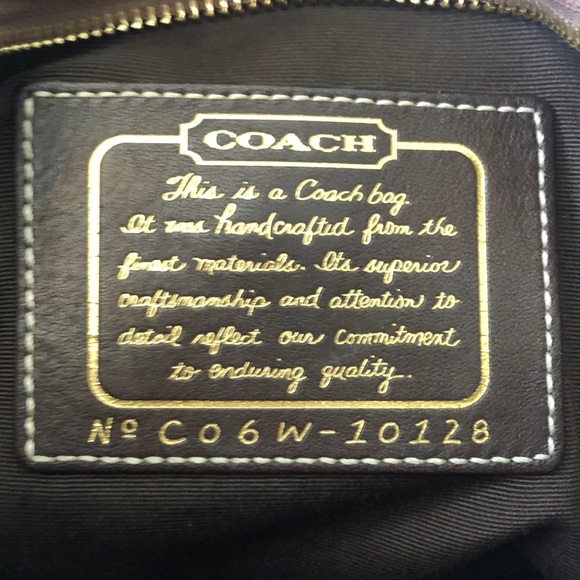 COACH
This is a Coach bag.
It was handcrafted from the
finest materials. Its superior
craftsmanship and attention to
detail reflect our commitment
to enduring quality.
Nº C06W-10128